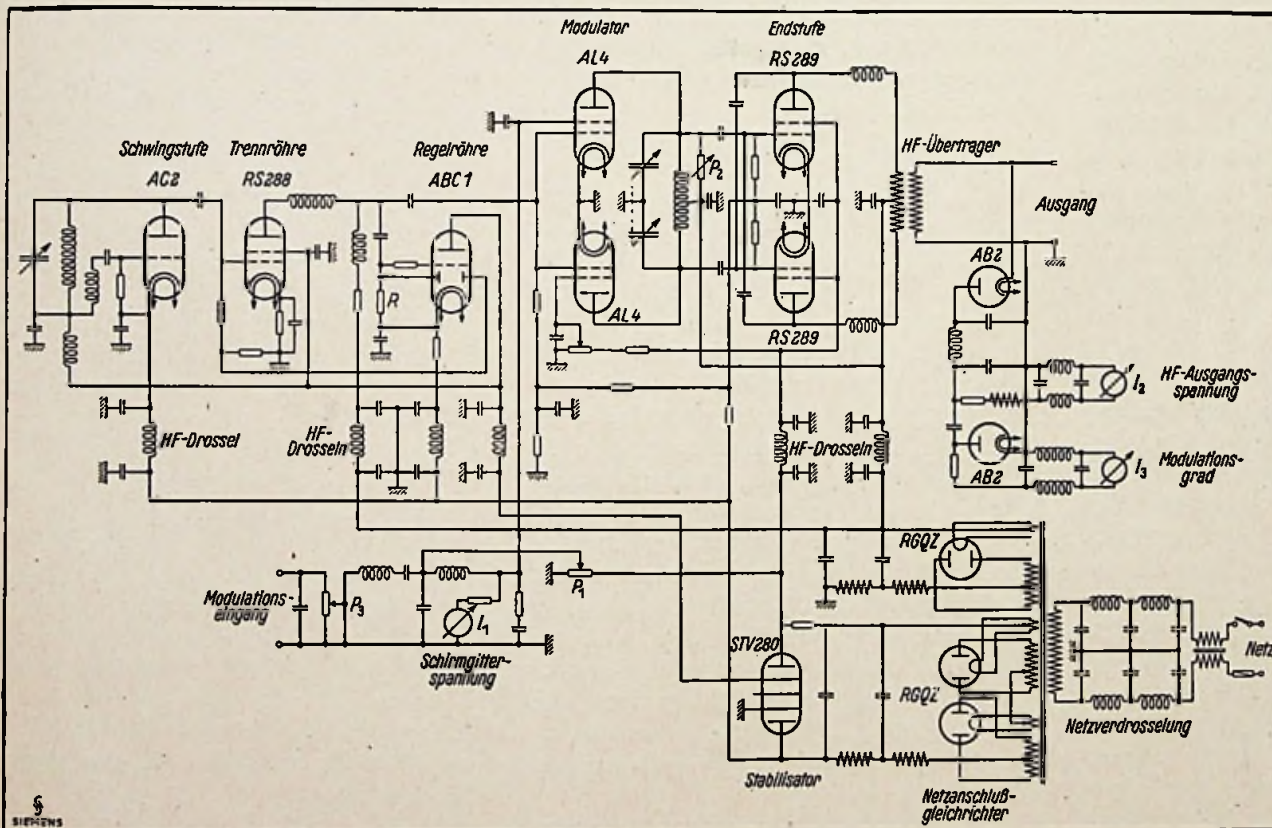 Modulator
AL4
Endstufe
RS289
Schwingstufe
AC2
Trennröhre
RS288
Regelröhre
ABC1
HF-Übertrager
Ausgang
P₂
R
AL4
RS289
AB2
I₂
HF-Ausgangs-
spannung
AB2
I₃
Modulations-
grad
HF-Drossel
HF-
Drosseln
HF-Drosseln
RGQZ
Modulations-
eingang
P₃
P₁
I₁
Schirmgitter-
spannung
STV280
RGQZ
Netz
Netzverdrosselung
Stabilisator
Netzanschluß-
gleichrichter
SIEMENS